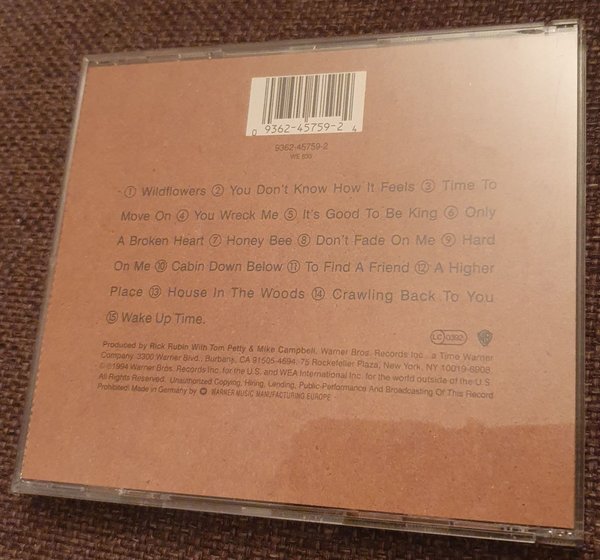 0 9362-45759-2 4
9362-45759-2
WE 833
① Wildflowers ② You Don't Know How It Feels ③ Time To
Move On ④ You Wreck Me ⑤ It's Good To Be King ⑥ Only
A Broken Heart ⑦ Honey Bee ⑧ Don't Fade On Me ⑨ Hard
On Me ⑩ Cabin Down Below ⑪ To Find A Friend ⑫ A Higher
Place ⑬ House In The Woods ⑭ Crawling Back To You
⑮ Wake Up Time.
LC 0392
WB
Produced by Rick Rubin With Tom Petty & Mike Campbell. Warner Bros. Records Inc., a Time Warner
Company. 3300 Warner Blvd., Burbany, CA 91505-4694. 75 Rockefeller Plaza, New York, NY 10019-6908.
©℗1994 Warner Bros. Records Inc. for the U.S. and WEA International Inc. for the world outside of the U.S
All Rights Reserved. Unauthorized Copying, Hiring, Lending, Public Performance And Broadcasting Of This Record
Prohibited. Made in Germany by WARNER MUSIC MANUFACTURING EUROPE